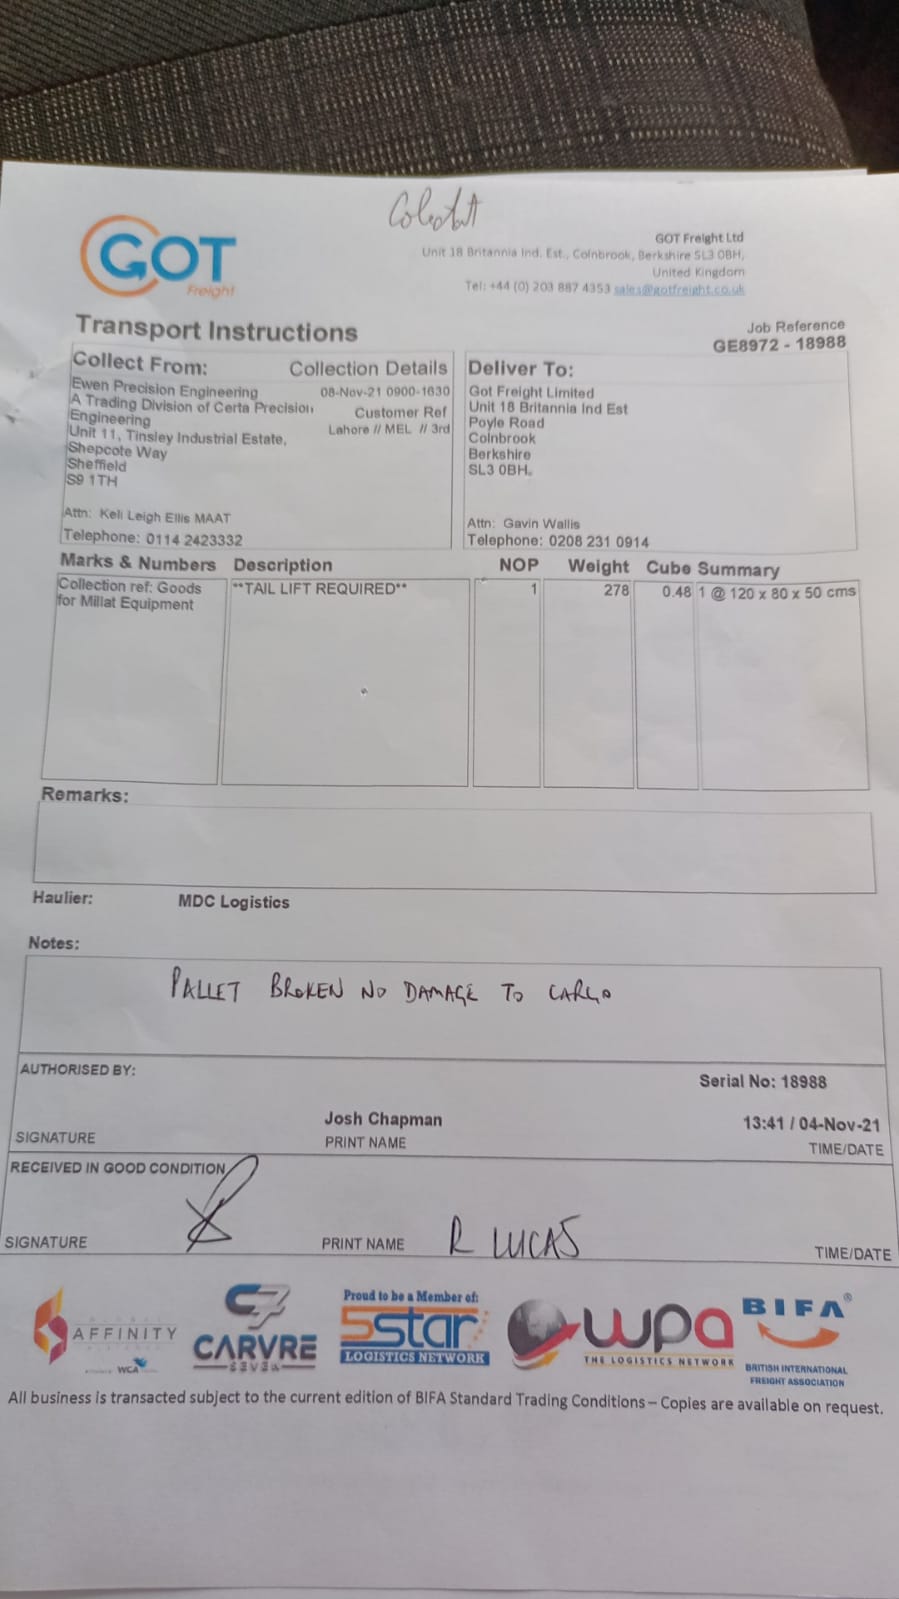 GOT
Freight
GOT Freight Ltd
Unit 18 Britannia Ind. Est., Colnbrook, Berkshire SL3 0BH,
United Kingdom
Tel: +44 (0) 203 887 4353 sales@gotfreight.co.uk
Transport Instructions
Job Reference
GE8972 - 18988
Collect From:
Collection Details
Ewen Precision Engineering
08-Nov-21 0900-1630
A Trading Division of Certa Precision
Engineering
Customer Ref
Unit 11, Tinsley Industrial Estate,
Lahore // MEL // 3rd
Shepcote Way
Sheffield
S9 1TH
Attn: Keli Leigh Ellis MAAT
Telephone: 0114 2423332
Deliver To:
Got Freight Limited
Unit 18 Britannia Ind Est
Poyle Road
Colnbrook
Berkshire
SL3 0BH.
Attn: Gavin Wallis
Telephone: 0208 231 0914
Marks & Numbers Description NOP Weight Cube Summary
Collection ref: Goods **TAIL LIFT REQUIRED** 1 278 0.48 1 @ 120 x 80 x 50 cms
for Millat Equipment
Remarks:
Haulier: MDC Logistics
Notes:
PALLET BROKEN NO DAMAGE TO CARGO
AUTHORISED BY:
Serial No: 18988
Josh Chapman 13:41 / 04-Nov-21
SIGNATURE PRINT NAME TIME/DATE
RECEIVED IN GOOD CONDITION
SIGNATURE PRINT NAME R LUCAS TIME/DATE
AFFINITY
WCA
CARVRE
SEVEN
Proud to be a Member of:
5star
LOGISTICS NETWORK
wpa
THE LOGISTICS NETWORK
BIFA®
BRITISH INTERNATIONAL
FREIGHT ASSOCIATION
All business is transacted subject to the current edition of BIFA Standard Trading Conditions – Copies are available on request.